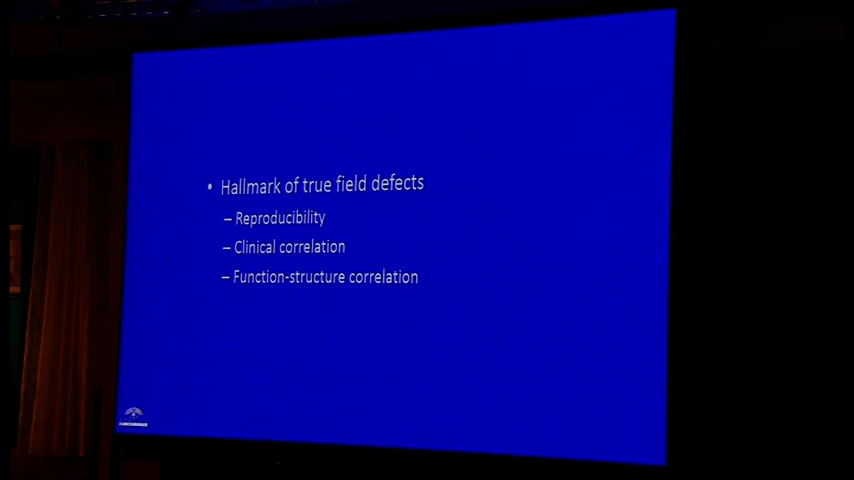 • Hallmark of true field defects
– Reproducibility
– Clinical correlation
– Function-structure correlation